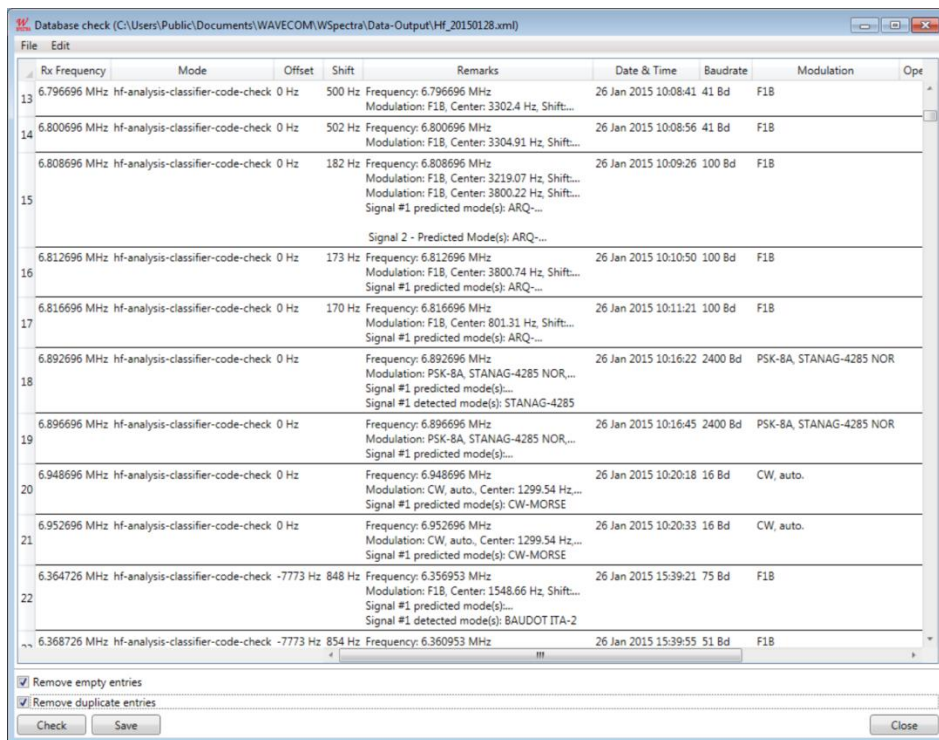 Database check (C:\Users\Public\Documents\WAVECOM\WSpectra\Data-Output\Hf_20150128.xml)
File Edit
Rx Frequency Mode Offset Shift Remarks Date & Time Baudrate Modulation Ope
13 6.796696 MHz hf-analysis-classifier-code-check 0 Hz 500 Hz Frequency: 6.796696 MHz 26 Jan 2015 10:08:41 41 Bd F1B
Modulation: F1B, Center: 3302.4 Hz, Shift:...
14 6.800696 MHz hf-analysis-classifier-code-check 0 Hz 502 Hz Frequency: 6.800696 MHz 26 Jan 2015 10:08:56 41 Bd F1B
Modulation: F1B, Center: 3304.91 Hz, Shift:...
15 6.808696 MHz hf-analysis-classifier-code-check 0 Hz 182 Hz Frequency: 6.808696 MHz 26 Jan 2015 10:09:26 100 Bd F1B
Modulation: F1B, Center: 3219.07 Hz, Shift:...
Modulation: F1B, Center: 3800.22 Hz, Shift:...
Signal #1 predicted mode(s): ARQ-...
Signal 2 - Predicted Mode(s): ARQ-...
16 6.812696 MHz hf-analysis-classifier-code-check 0 Hz 173 Hz Frequency: 6.812696 MHz 26 Jan 2015 10:10:50 100 Bd F1B
Modulation: F1B, Center: 3800.74 Hz, Shift:...
Signal #1 predicted mode(s): ARQ-...
17 6.816696 MHz hf-analysis-classifier-code-check 0 Hz 170 Hz Frequency: 6.816696 MHz 26 Jan 2015 10:11:21 100 Bd F1B
Modulation: F1B, Center: 801.31 Hz, Shift:...
Signal #1 predicted mode(s): ARQ-...
18 6.892696 MHz hf-analysis-classifier-code-check 0 Hz Frequency: 6.892696 MHz 26 Jan 2015 10:16:22 2400 Bd PSK-8A, STANAG-4285 NOR
Modulation: PSK-8A, STANAG-4285 NOR,...
Signal #1 predicted mode(s):...
Signal #1 detected mode(s): STANAG-4285
19 6.896696 MHz hf-analysis-classifier-code-check 0 Hz Frequency: 6.896696 MHz 26 Jan 2015 10:16:45 2400 Bd PSK-8A, STANAG-4285 NOR
Modulation: PSK-8A, STANAG-4285 NOR,...
Signal #1 predicted mode(s):...
20 6.948696 MHz hf-analysis-classifier-code-check 0 Hz Frequency: 6.948696 MHz 26 Jan 2015 10:20:18 16 Bd CW, auto.
Modulation: CW, auto., Center: 1299.54 Hz,...
Signal #1 predicted mode(s): CW-MORSE
21 6.952696 MHz hf-analysis-classifier-code-check 0 Hz Frequency: 6.952696 MHz 26 Jan 2015 10:20:33 16 Bd CW, auto.
Modulation: CW, auto., Center: 1299.54 Hz,...
Signal #1 predicted mode(s): CW-MORSE
22 6.364726 MHz hf-analysis-classifier-code-check -7773 Hz 848 Hz Frequency: 6.356953 MHz 26 Jan 2015 15:39:21 75 Bd F1B
Modulation: F1B, Center: 1548.66 Hz, Shift:...
Signal #1 predicted mode(s):...
Signal #1 detected mode(s): BAUDOT ITA-2
6.368726 MHz hf-analysis-classifier-code-check -7773 Hz 854 Hz Frequency: 6.360953 MHz 26 Jan 2015 15:39:55 51 Bd F1B
Remove empty entries
Remove duplicate entries
Check Save Close